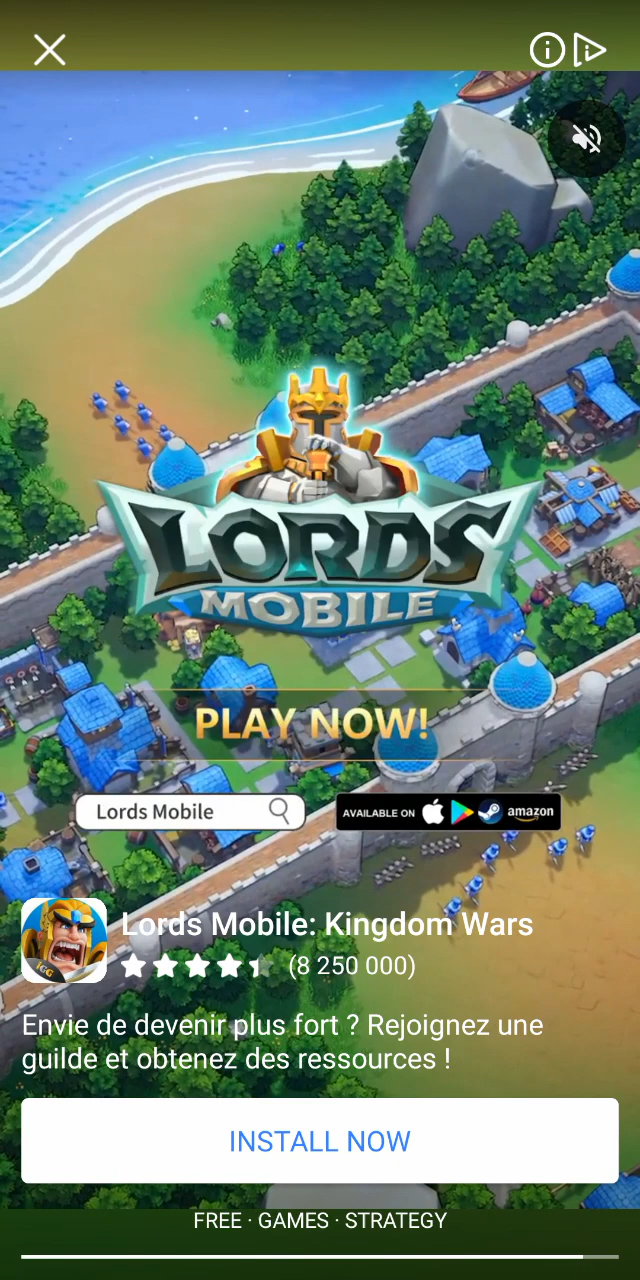 LORDS
MOBILE
PLAY NOW!
Lords Mobile
AVAILABLE ON
amazon
IGG
Lords Mobile: Kingdom Wars
(8 250 000)
Envie de devenir plus fort ? Rejoignez une
guilde et obtenez des ressources !
INSTALL NOW
FREE · GAMES · STRATEGY